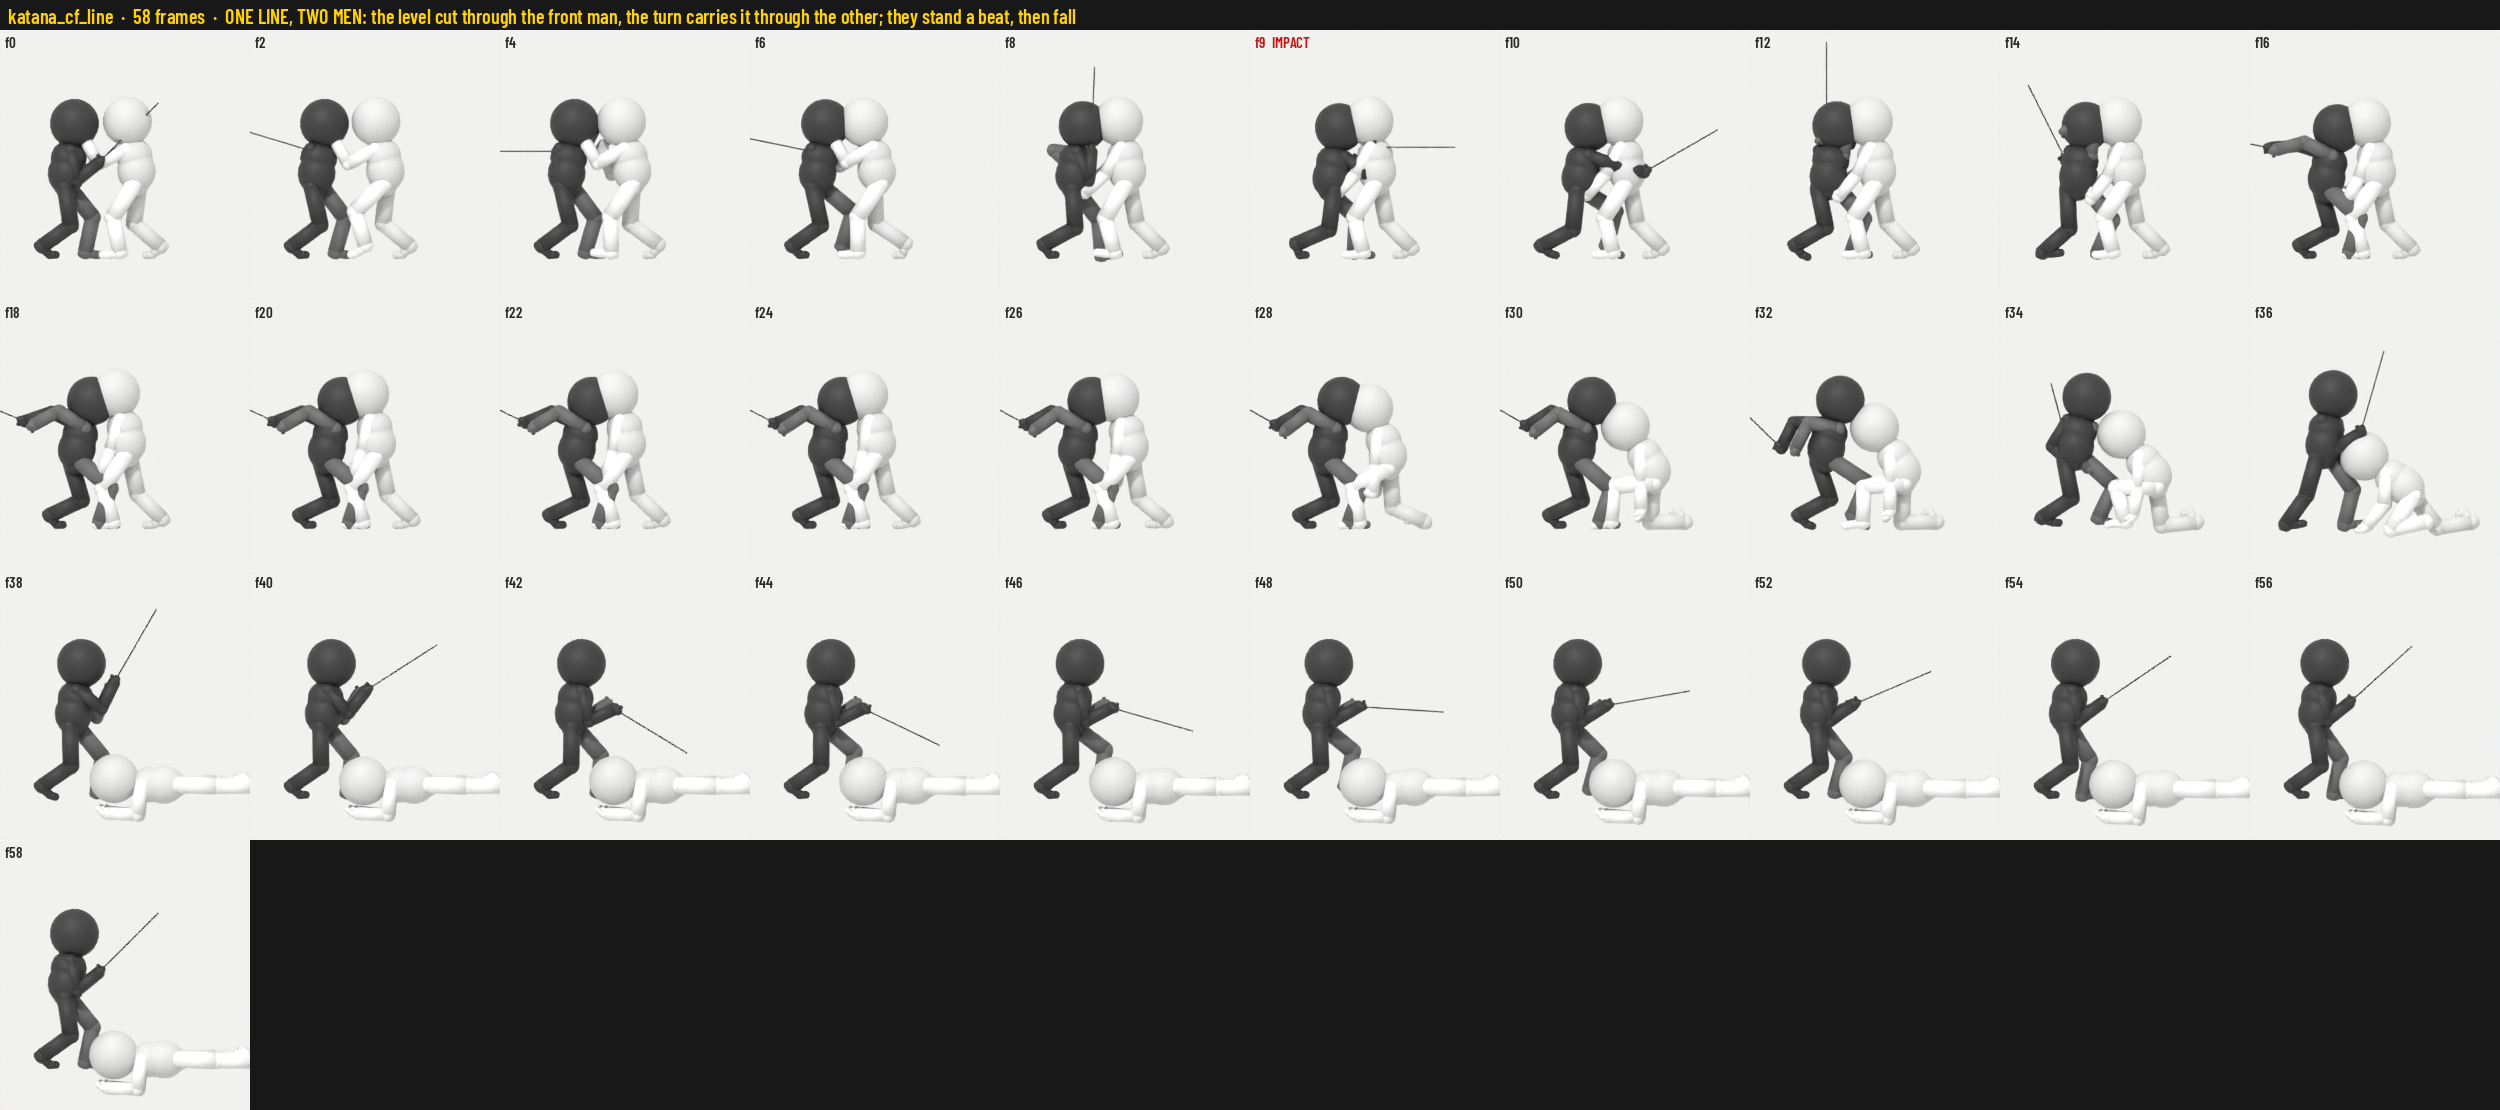 katana_cf_line · 58 frames · ONE LINE, TWO MEN: the level cut through the front man, the turn carries it through the other; they stand a beat, then fall
f0 f2 f4 f6 f8 f9 IMPACT f10 f12 f14 f16
f18 f20 f22 f24 f26 f28 f30 f32 f34 f36
f38 f40 f42 f44 f46 f48 f50 f52 f54 f56
f58